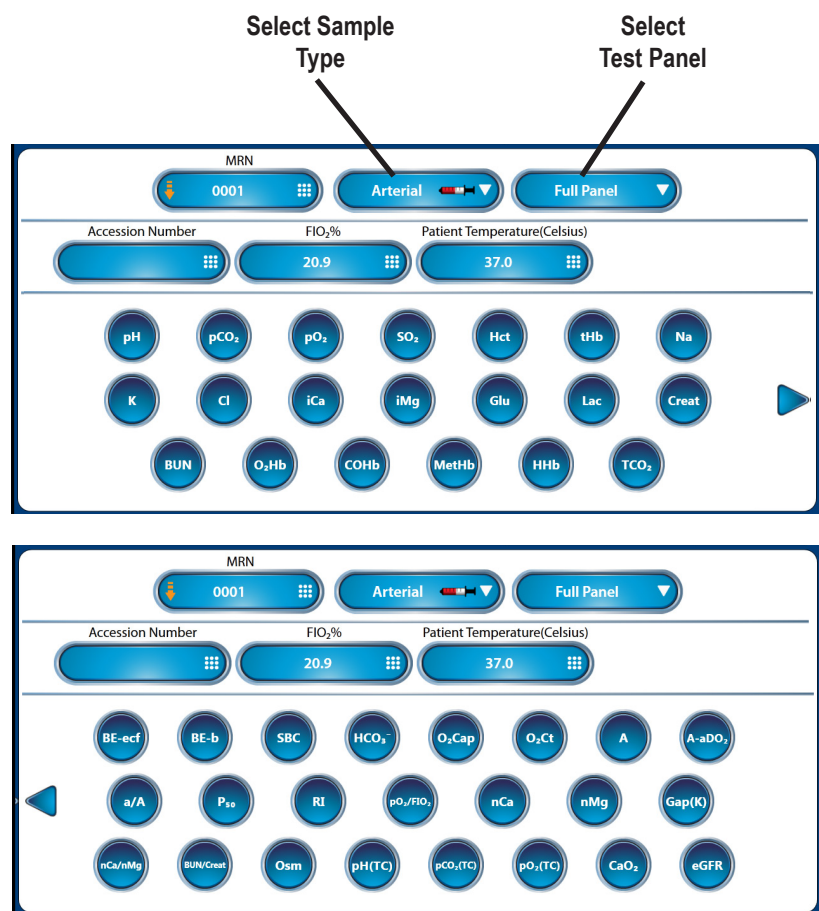 Select Sample Type
Select Test Panel
MRN
0001 Arterial Full Panel
Accession Number FIO₂% Patient Temperature(Celsius)
20.9 37.0
pH pCO₂ pO₂ SO₂ Hct tHb Na
K Cl iCa iMg Glu Lac Creat
BUN O₂Hb COHb MetHb HHb TCO₂
MRN
0001 Arterial Full Panel
Accession Number FIO₂% Patient Temperature(Celsius)
20.9 37.0
BE-ecf BE-b SBC HCO₃⁻ O₂Cap O₂Ct A A-aDO₂
a/A P₅₀ RI pO₂/FIO₂ nCa nMg Gap(K)
nCa/nMg BUN/Creat Osm pH(TC) pCO₂(TC) pO₂(TC) CaO₂ eGFR